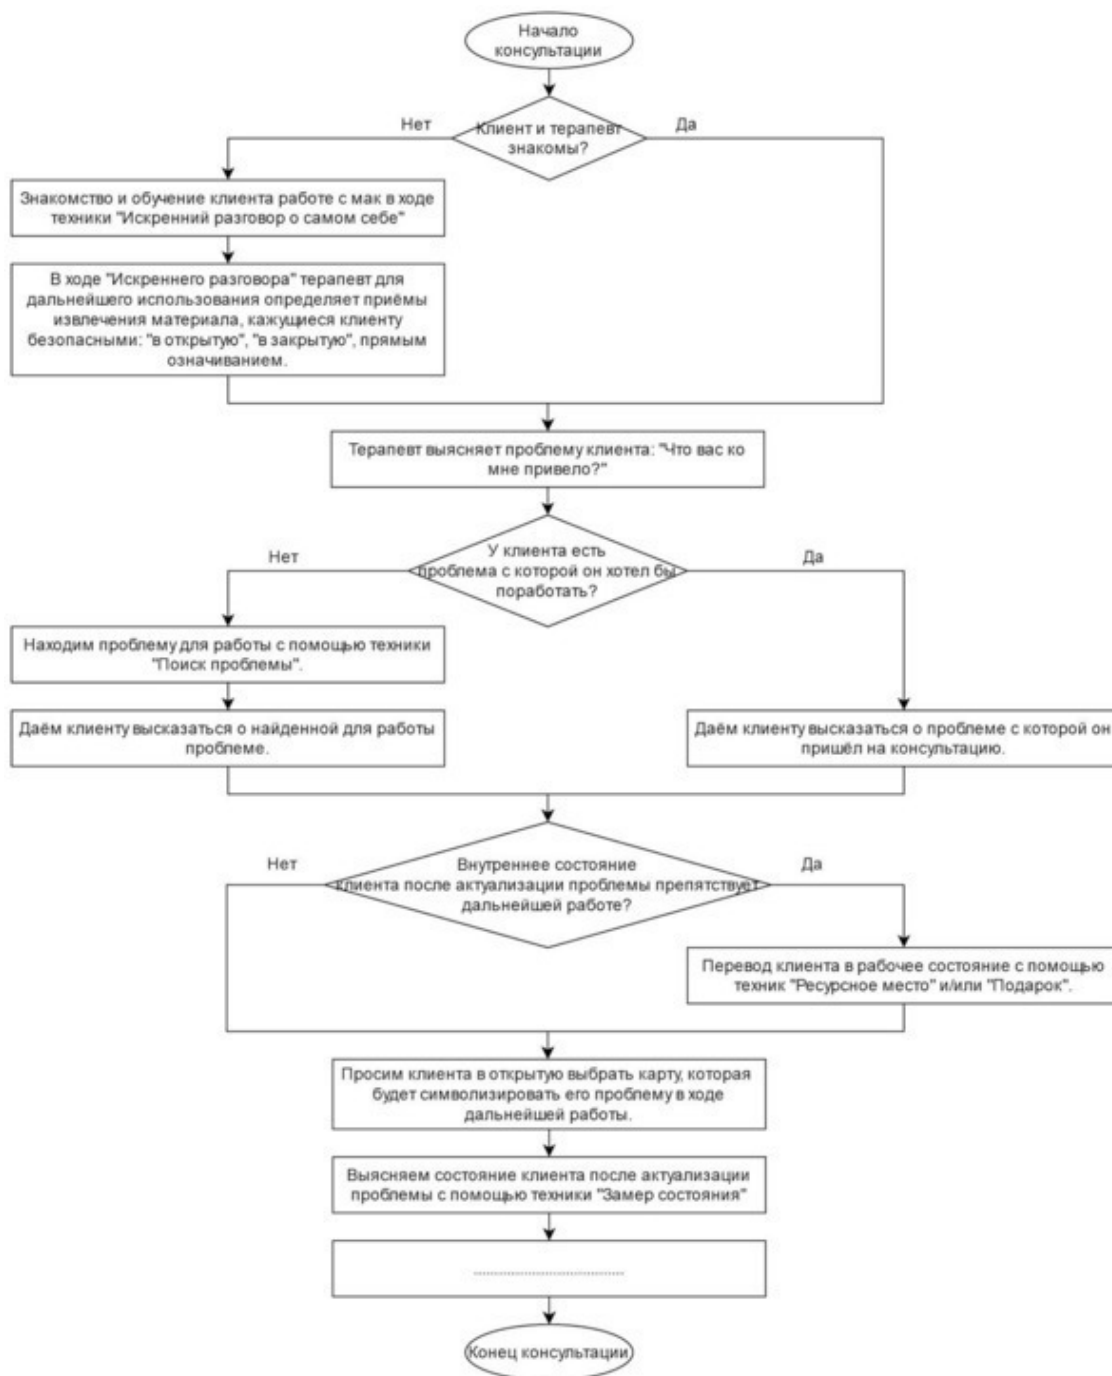 Начало
консультации
Клиент и терапевт
знакомы?
Нет
Да
Знакомство и обучение клиента работе с мак в ходе
техники "Искренний разговор о самом себе"
В ходе "Искреннего разговора" терапевт для
дальнейшего использования определяет приёмы
извлечения материала, кажущиеся клиенту
безопасными: "в открытую", "в закрытую", прямым
означиванием.
Терапевт выясняет проблему клиента: "Что вас ко
мне привело?"
У клиента есть
проблема с которой он хотел бы
поработать?
Нет
Да
Находим проблему для работы с помощью техники
"Поиск проблемы".
Даём клиенту высказаться о найденной для работы
проблеме.
Даём клиенту высказаться о проблеме с которой он
пришёл на консультацию.
Внутреннее состояние
клиента после актуализации проблемы препятствует
дальнейшей работе?
Нет
Да
Перевод клиента в рабочее состояние с помощью
техник "Ресурсное место" и/или "Подарок".
Просим клиента в открытую выбрать карту, которая
будет символизировать его проблему в ходе
дальнейшей работы.
Выясняем состояние клиента после актуализации
проблемы с помощью техники "Замер состояния"
......................................
Конец консультации